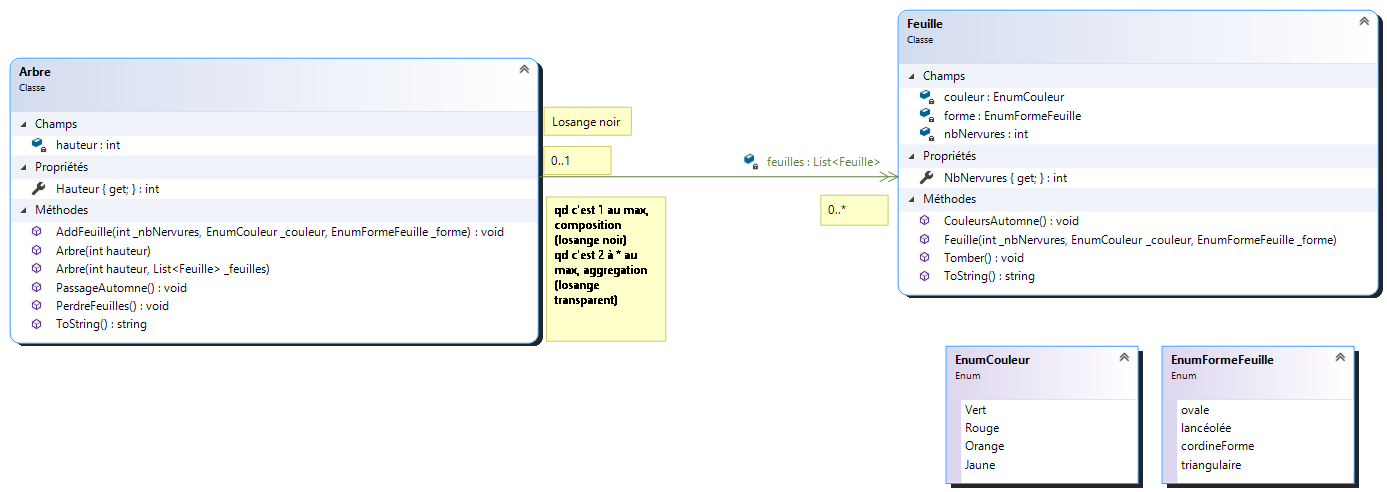 Arbre
Classe
Champs
hauteur : int
Propriétés
Hauteur { get; } : int
Méthodes
AddFeuille(int _nbNervures, EnumCouleur _couleur, EnumFormeFeuille _forme) : void
Arbre(int hauteur)
Arbre(int hauteur, List<Feuille> _feuilles)
PassageAutomne() : void
PerdreFeuilles() : void
ToString() : string
Losange noir
0..1
feuilles : List<Feuille>
0..*
qd c'est 1 au max,
composition
(losange noir)
qd c'est 2 à * au
max, aggregation
(losange
transparent)
Feuille
Classe
Champs
couleur : EnumCouleur
forme : EnumFormeFeuille
nbNervures : int
Propriétés
NbNervures { get; } : int
Méthodes
CouleursAutomne() : void
Feuille(int _nbNervures, EnumCouleur _couleur, EnumFormeFeuille _forme)
Tomber() : void
ToString() : string
EnumCouleur
Enum
Vert
Rouge
Orange
Jaune
EnumFormeFeuille
Enum
ovale
lancéolée
cordineForme
triangulaire